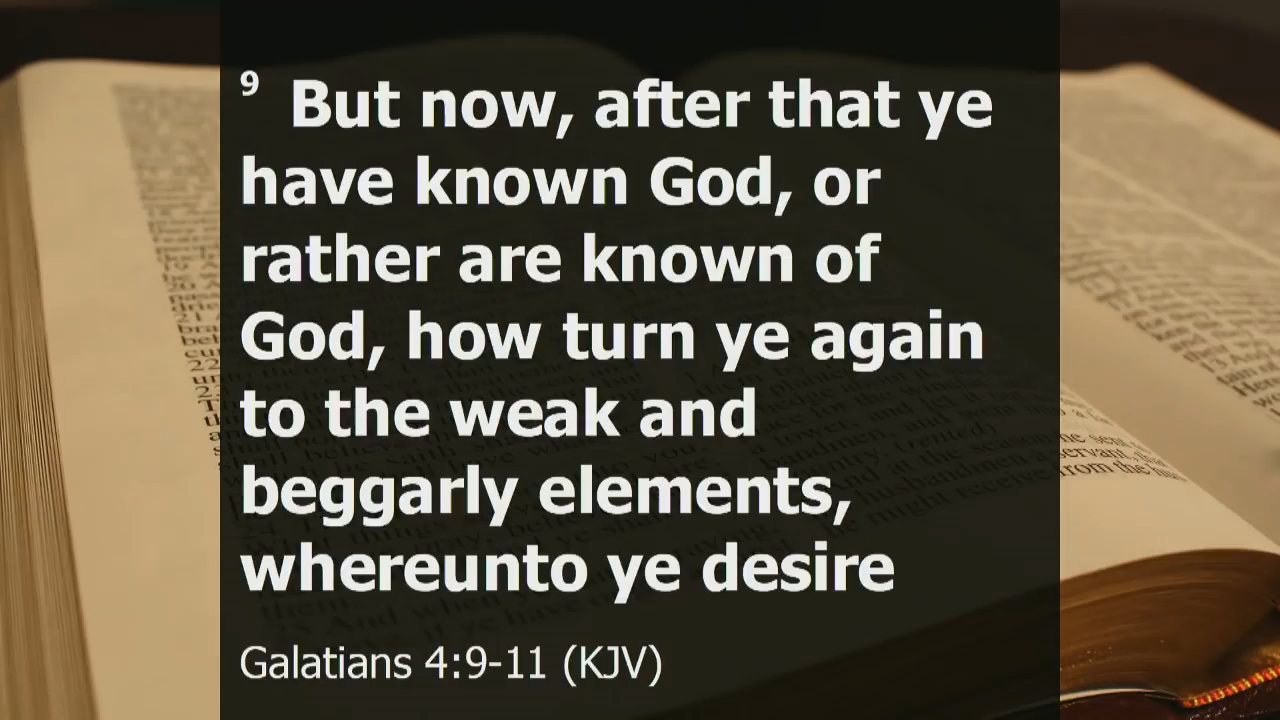 9 But now, after that ye
have known God, or
rather are known of
God, how turn ye again
to the weak and
beggarly elements,
whereunto ye desire
Galatians 4:9-11 (KJV)